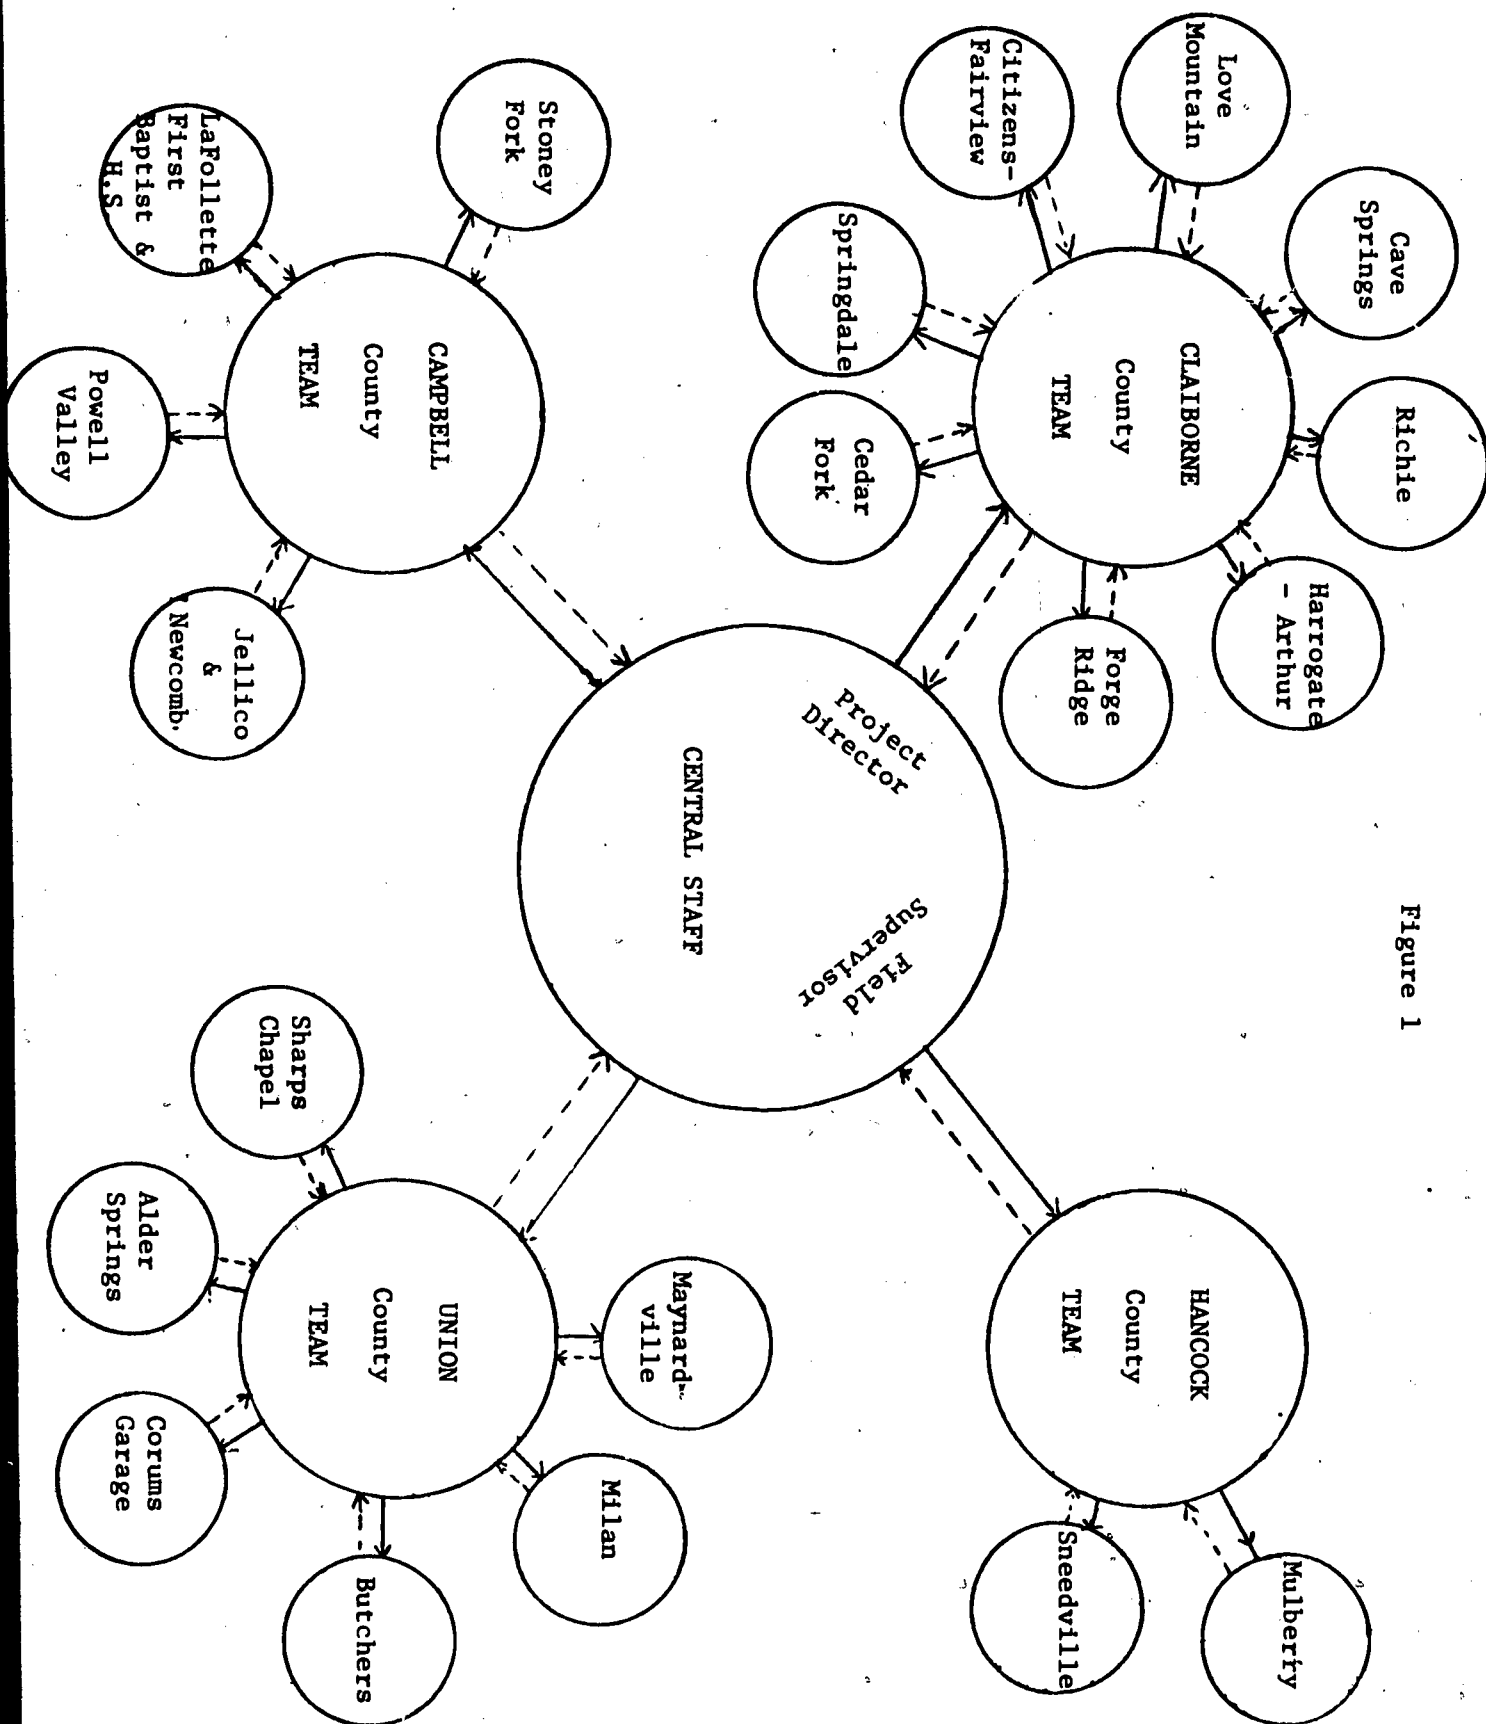 Figure 1
Love
Mountain
Citizens-
Fairview
Cave
Springs
Springdale
Richie
Cedar
Fork
CLAIBORNE
County
TEAM
Harrogate
- Arthur
Forge
Ridge
Stoney
Fork
LaFollette
First
Baptist &
H.S.
CAMPBELL
County
TEAM
Powell
Valley
Jellico
&
Newcomb.
Project
Director
Field
Supervisor
CENTRAL STAFF
HANCOCK
County
TEAM
Mulberry
Sneedville
Sharps
Chapel
Alder
Springs
Maynard-
ville
UNION
County
TEAM
Corums
Garage
Milan
Butchers